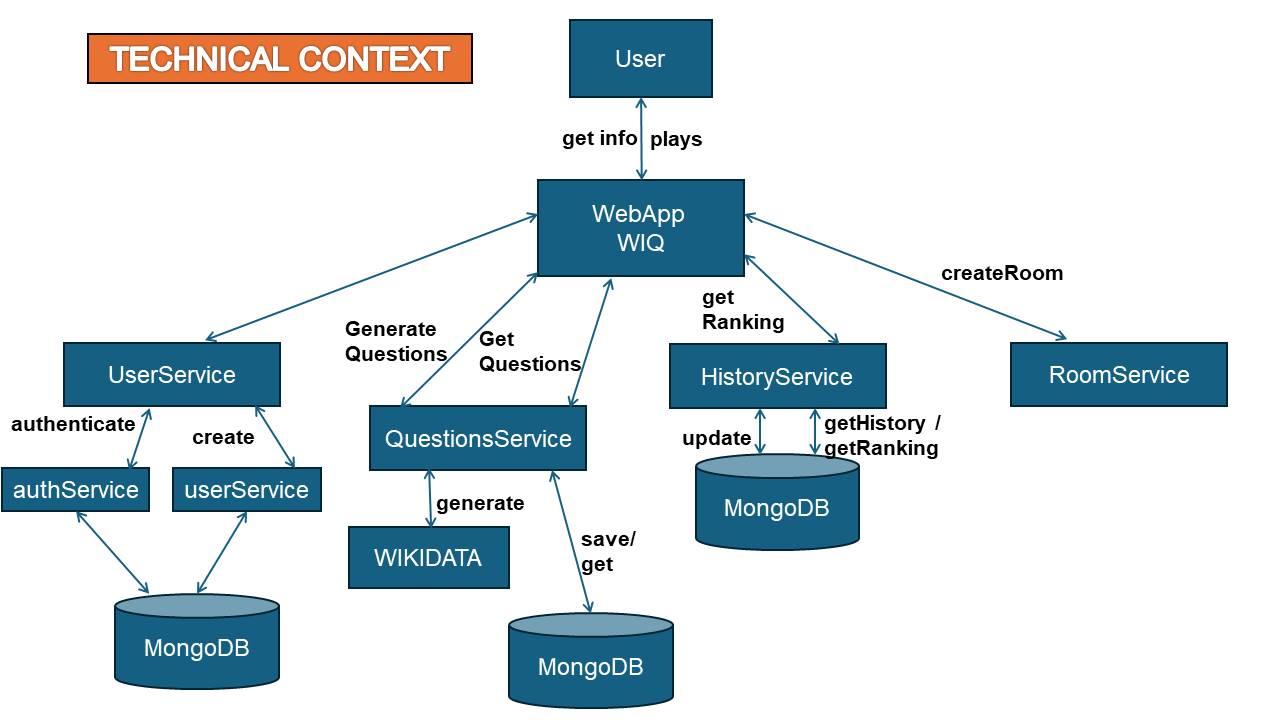 TECHNICAL CONTEXT
User
get info
plays
WebApp
WIQ
createRoom
get
Ranking
Generate
Questions
Get
Questions
UserService
HistoryService
RoomService
authenticate
create
QuestionsService
update
getHistory /
getRanking
authService
userService
generate
MongoDB
WIKIDATA
save/
get
MongoDB
MongoDB